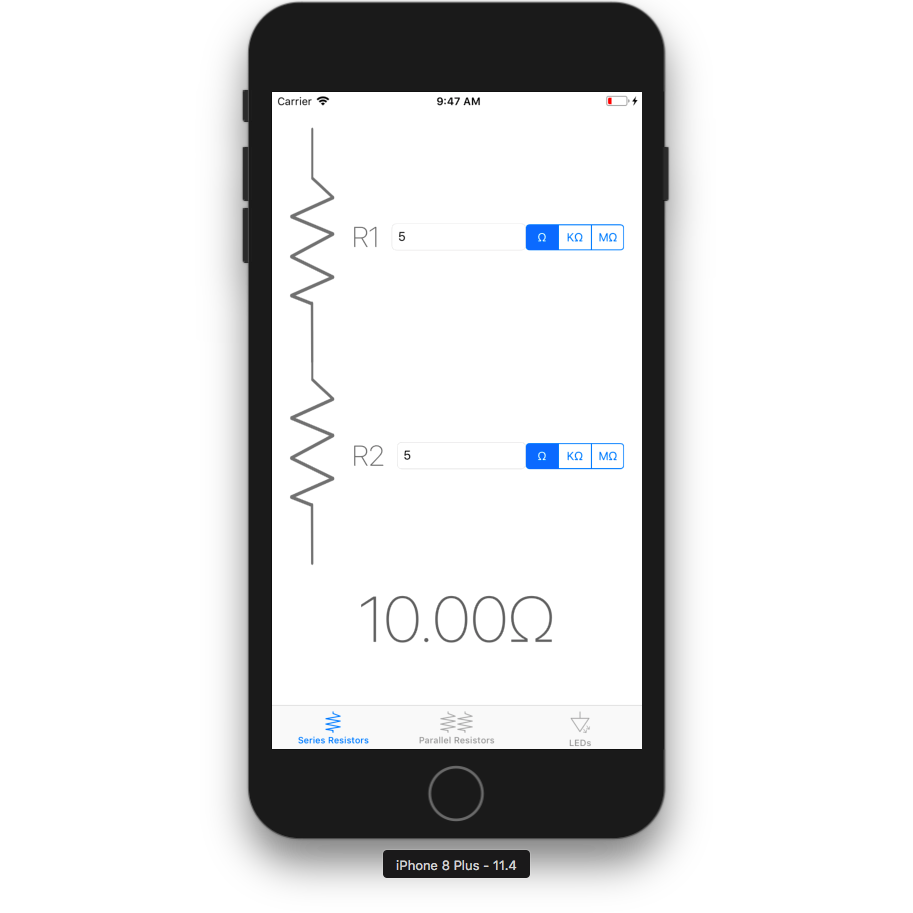 Carrier 9:47 AM
R1 5 Ω KΩ MΩ
R2 5 Ω KΩ MΩ
10.00Ω
Series Resistors Parallel Resistors LEDs
iPhone 8 Plus - 11.4